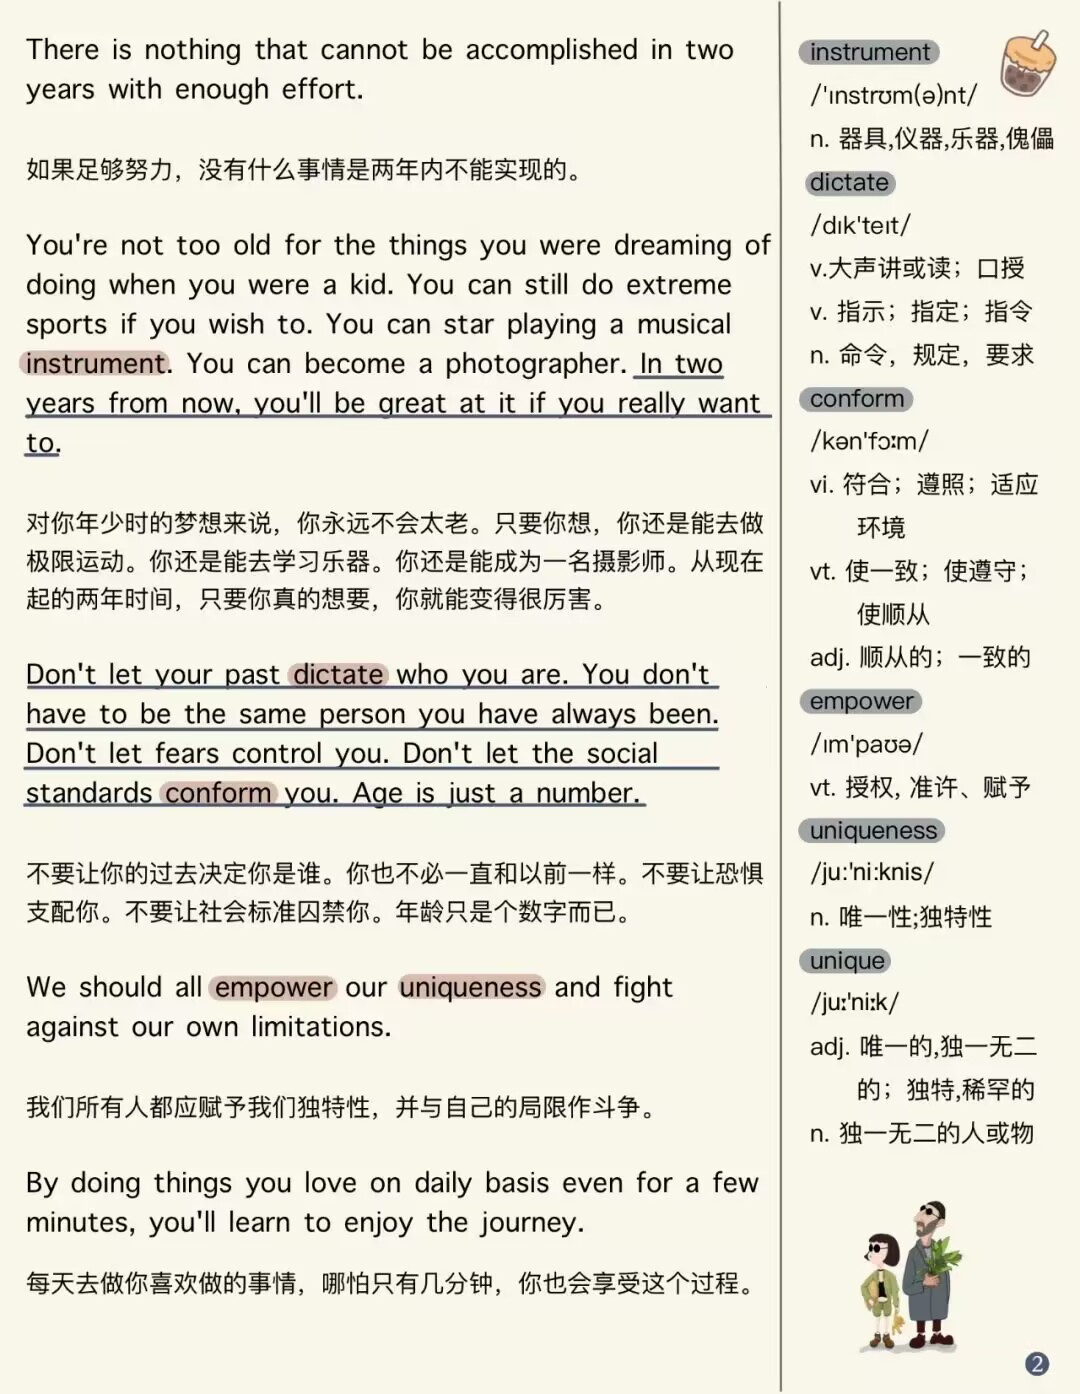 There is nothing that cannot be accomplished in two
years with enough effort.
如果足够努力，没有什么事情是两年内不能实现的。
You're not too old for the things you were dreaming of
doing when you were a kid. You can still do extreme
sports if you wish to. You can star playing a musical
instrument. You can become a photographer. In two
years from now, you'll be great at it if you really want
to.
对你年少时的梦想来说，你永远不会太老。只要你想，你还是能去做
极限运动。你还是能去学习乐器。你还是能成为一名摄影师。从现在
起的两年时间，只要你真的想要，你就能变得很厉害。
Don't let your past dictate who you are. You don't
have to be the same person you have always been.
Don't let fears control you. Don't let the social
standards conform you. Age is just a number.
不要让你的过去决定你是谁。你也不必一直和以前一样。不要让恐惧
支配你。不要让社会标准囚禁你。年龄只是个数字而已。
We should all empower our uniqueness and fight
against our own limitations.
我们所有人都应赋予我们独特性，并与自己的局限作斗争。
By doing things you love on daily basis even for a few
minutes, you'll learn to enjoy the journey.
每天去做你喜欢做的事情，哪怕只有几分钟，你也会享受这个过程。
instrument
/'ɪnstrʊm(ə)nt/
n. 器具,仪器,乐器,傀儡
dictate
/dɪk'teɪt/
v.大声讲或读；口授
v. 指示；指定；指令
n. 命令，规定，要求
conform
/kən'fɔːm/
vi. 符合；遵照；适应
环境
vt. 使一致；使遵守；
使顺从
adj. 顺从的；一致的
empower
/ɪm'paʊə/
vt. 授权, 准许、赋予
uniqueness
/ju:'ni:knis/
n. 唯一性;独特性
unique
/juː'niːk/
adj. 唯一的,独一无二
的；独特,稀罕的
n. 独一无二的人或物
2